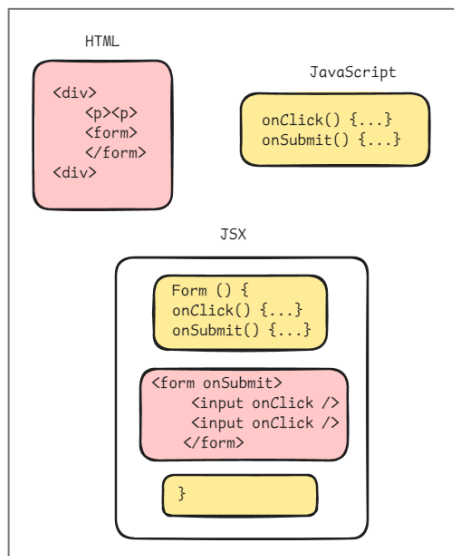 HTML
<div>
<p><p>
<form>
</form>
<div>
JavaScript
onClick() {...}
onSubmit() {...}
JSX
Form () {
onClick() {...}
onSubmit() {...}
<form onSubmit>
<input onClick />
<input onClick />
</form>
}